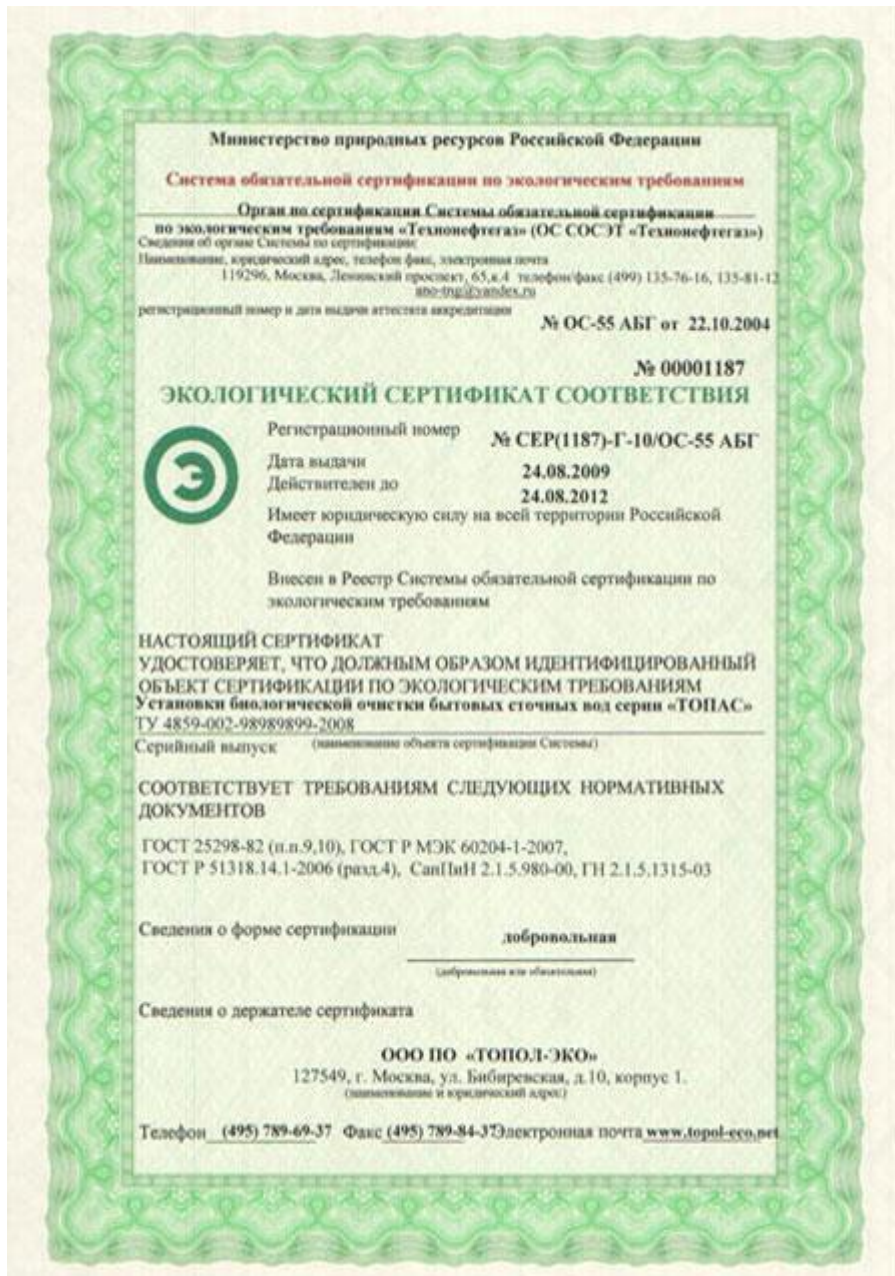 Министерство природных ресурсов Российской Федерации
Система обязательной сертификации по экологическим требованиям
Орган по сертификации Системы обязательной сертификации
по экологическим требованиям «Технонефтегаз» (ОС СОСЭТ «Технонефтегаз»)
Сведения об органе Системы по сертификации:
Наименование, юридический адрес, телефон факс, электронная почта
119296, Москва, Ленинский проспект, 65,к.4 телефон/факс (499) 135-76-16, 135-81-12
ano-tng@yandex.ru
регистрационный номер и дата выдачи аттестата аккредитации
№ ОС-55 АБГ от 22.10.2004
№ 00001187
ЭКОЛОГИЧЕСКИЙ СЕРТИФИКАТ СООТВЕТСТВИЯ
Э
Регистрационный номер № СЕР(1187)-Г-10/ОС-55 АБГ
Дата выдачи 24.08.2009
Действителен до 24.08.2012
Имеет юридическую силу на всей территории Российской
Федерации
Внесен в Реестр Системы обязательной сертификации по
экологическим требованиям
НАСТОЯЩИЙ СЕРТИФИКАТ
УДОСТОВЕРЯЕТ, ЧТО ДОЛЖНЫМ ОБРАЗОМ ИДЕНТИФИЦИРОВАННЫЙ
ОБЪЕКТ СЕРТИФИКАЦИИ ПО ЭКОЛОГИЧЕСКИМ ТРЕБОВАНИЯМ
Установки биологической очистки бытовых сточных вод серии «ТОПАС»
ТУ 4859-002-98989899-2008
Серийный выпуск (наименование объекта сертификации Системы)
СООТВЕТСТВУЕТ ТРЕБОВАНИЯМ СЛЕДУЮЩИХ НОРМАТИВНЫХ
ДОКУМЕНТОВ
ГОСТ 25298-82 (п.п.9,10), ГОСТ Р МЭК 60204-1-2007,
ГОСТ Р 51318.14.1-2006 (разд.4), СанПиН 2.1.5.980-00, ГН 2.1.5.1315-03
Сведения о форме сертификации добровольная
(добровольная или обязательная)
Сведения о держателе сертификата
ООО ПО «ТОПОЛ-ЭКО»
127549, г. Москва, ул. Бибиревская, д.10, корпус 1.
(наименование и юридический адрес)
Телефон (495) 789-69-37 Факс (495) 789-84-37 Электронная почта www.topol-eco.net